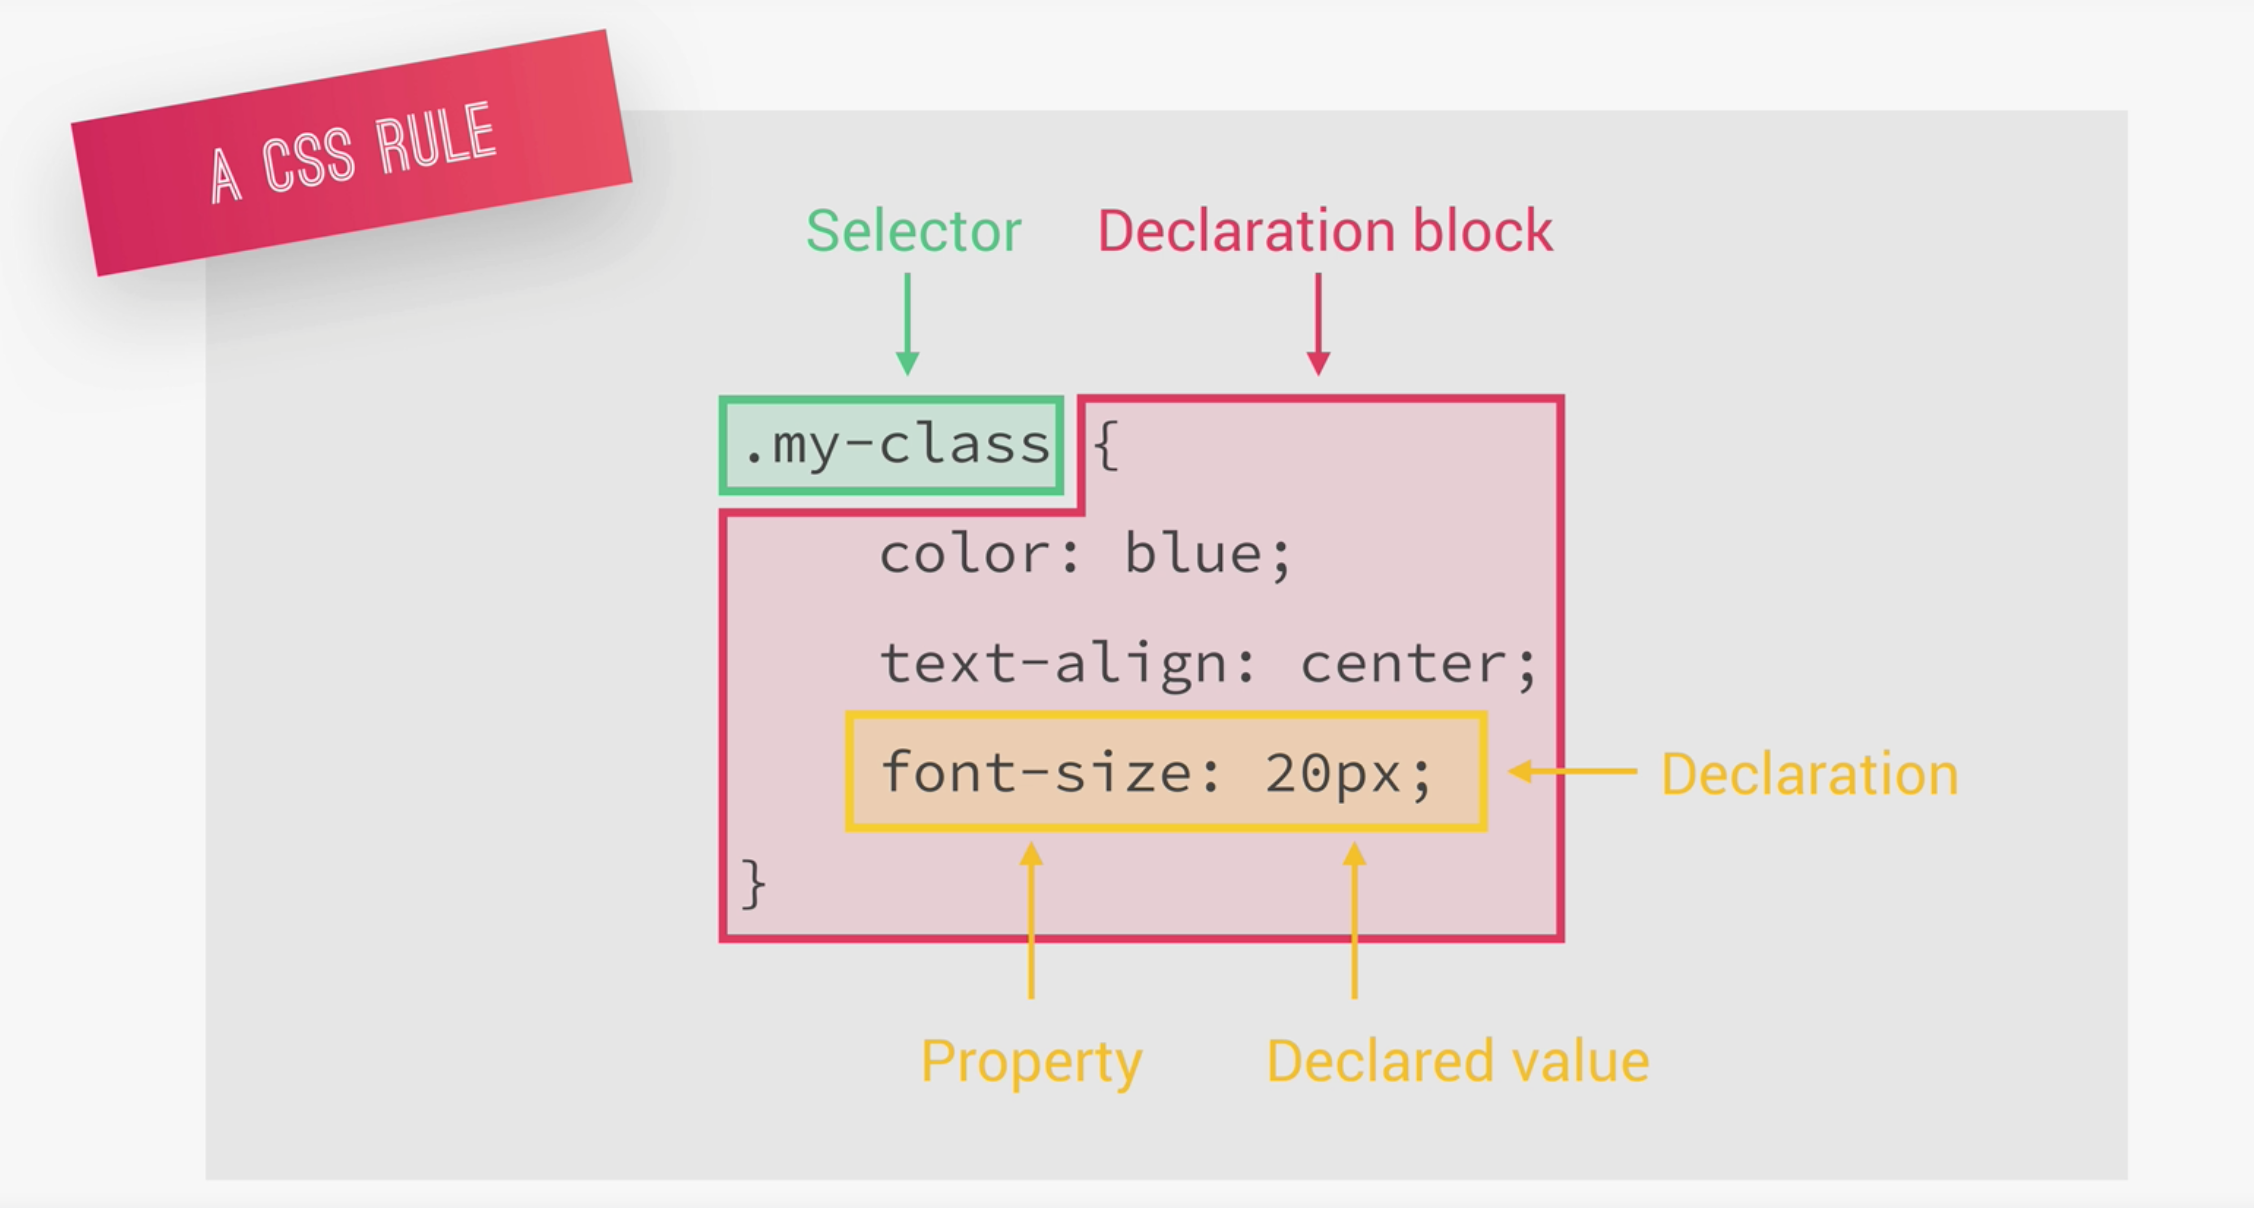 A CSS RULE
Selector
Declaration block
.my-class {
color: blue;
text-align: center;
font-size: 20px;
Declaration
}
Property
Declared value